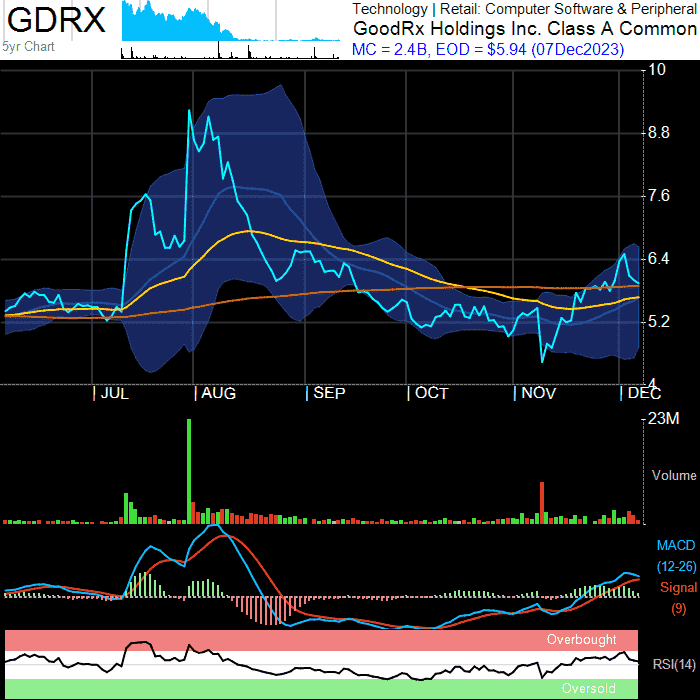 GDRX
5yr Chart
Technology | Retail: Computer Software & Peripheral
GoodRx Holdings Inc. Class A Common
MC = 2.4B, EOD = $5.94 (07Dec2023)
10
8.8
7.6
6.4
5.2
4
JUL AUG SEP OCT NOV DEC
23M
Volume
MACD
(12-26)
Signal
(9)
Overbought
RSI(14)
Oversold